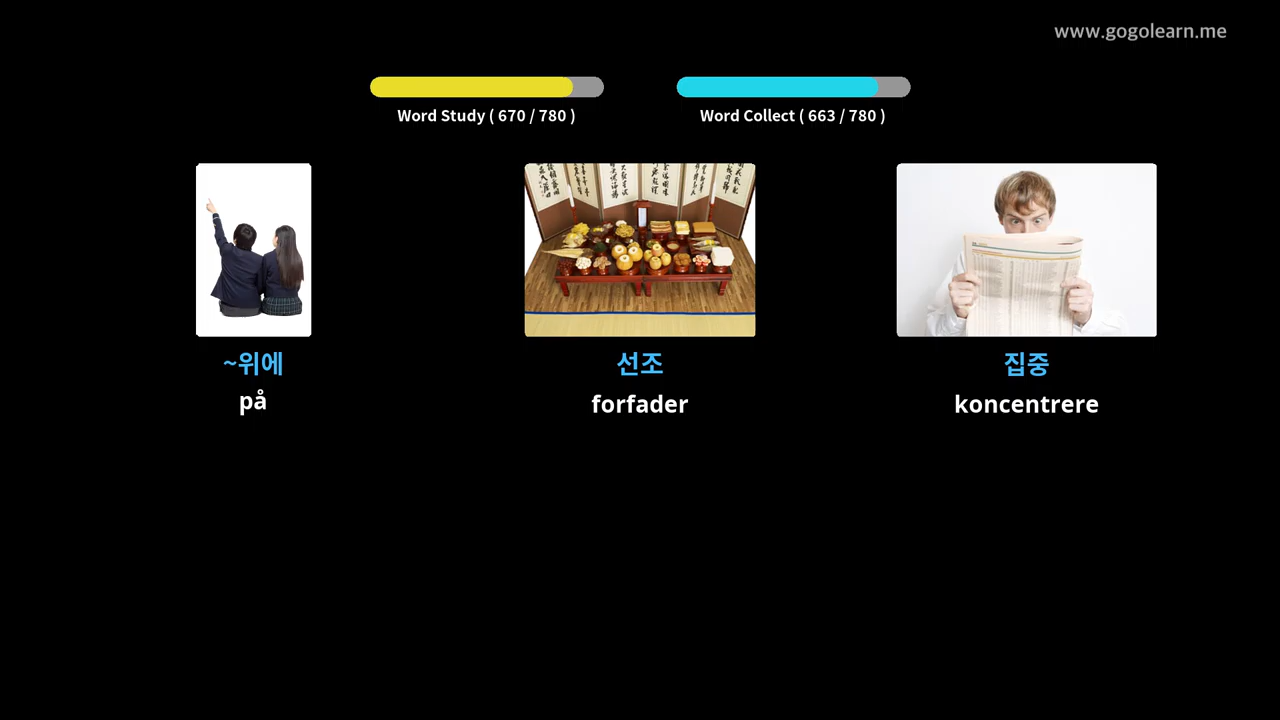 www.gogolearn.me
Word Study ( 670 / 780 )
Word Collect ( 663 / 780 )
~위에
på
선조
forfader
집중
koncentrere